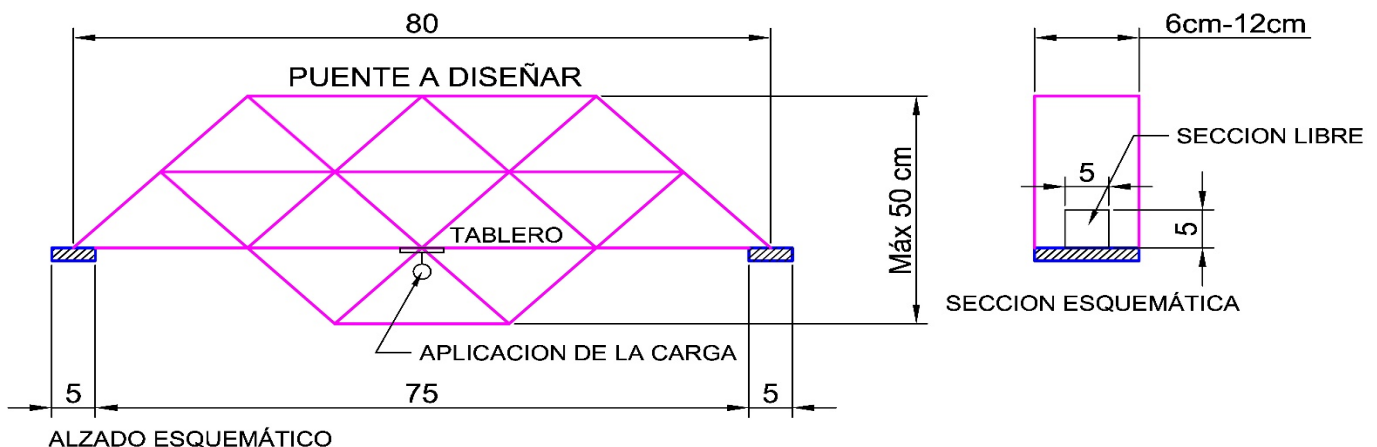 80
6cm-12cm
PUENTE A DISEÑAR
SECCION LIBRE
5
TABLERO
Máx 50 cm
5
SECCION ESQUEMÁTICA
APLICACION DE LA CARGA
5
75
5
ALZADO ESQUEMÁTICO